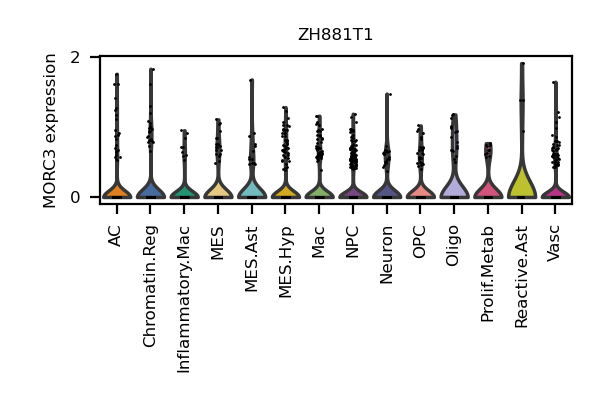 ZH881T1
MORC3 expression
2
0
AC
Chromatin.Reg
Inflammatory.Mac
MES
MES.Ast
MES.Hyp
Mac
NPC
Neuron
OPC
Oligo
Prolif.Metab
Reactive.Ast
Vasc